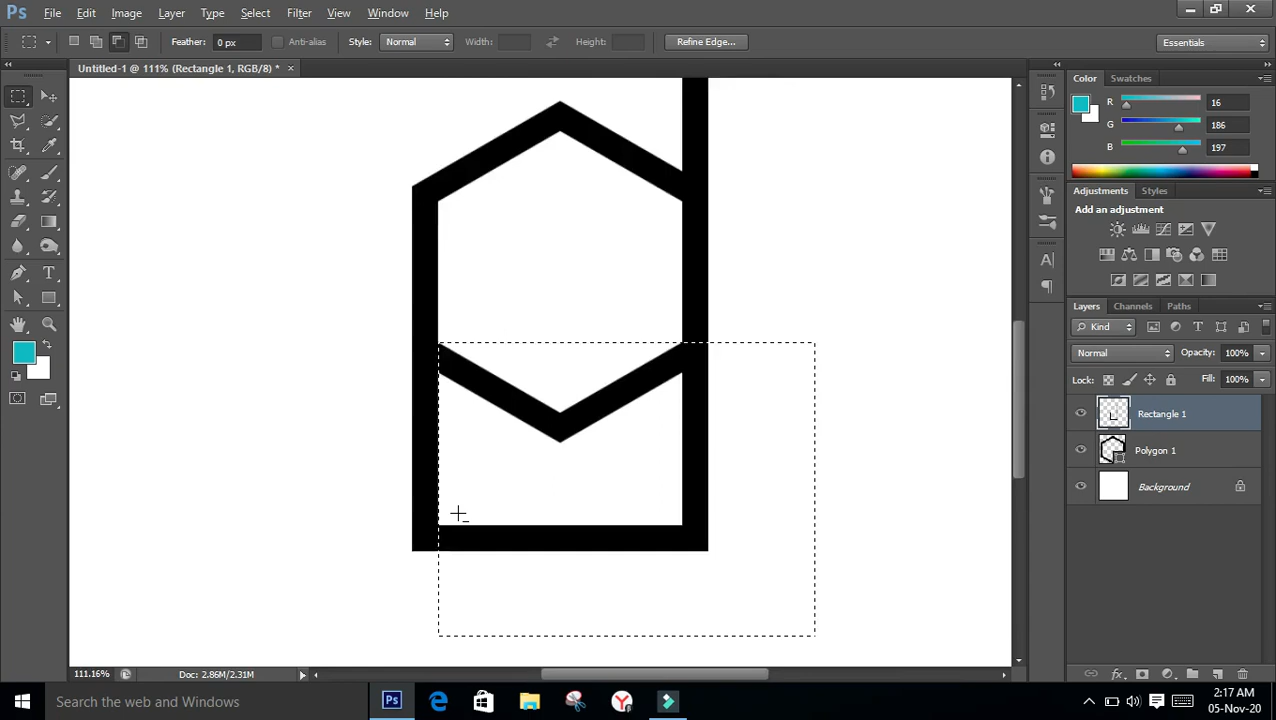 Ps File Edit Image Layer Type Select Filter View Window Help
Feather: 0 px Anti-alias Style: Normal Width: Height: Refine Edge... Essentials
Untitled-1 @ 111% (Rectangle 1, RGB/8) * ×
Color Swatches
R 16
G 186
B 197
Adjustments Styles
Add an adjustment
Layers Channels Paths
Kind
Normal Opacity: 100%
Lock: Fill: 100%
Rectangle 1
Polygon 1
Background
111.16% Doc: 2.86M/2.31M
Search the web and Windows
2:17 AM
05-Nov-20